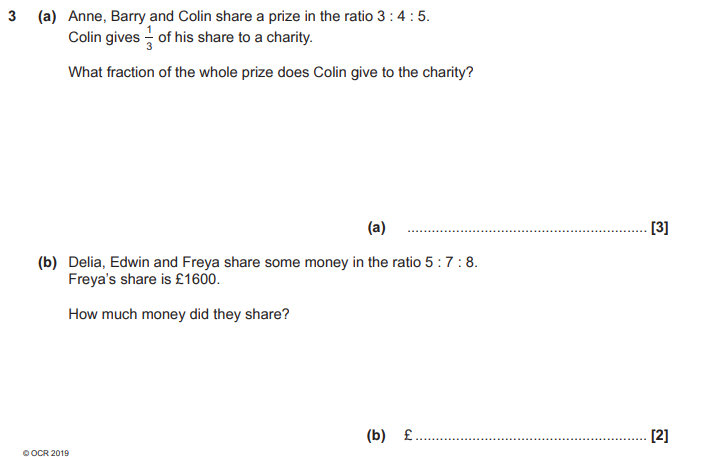 3 (a) Anne, Barry and Colin share a prize in the ratio 3 : 4 : 5.
Colin gives 1/3 of his share to a charity.
What fraction of the whole prize does Colin give to the charity?
(a) ............................................................ [3]
(b) Delia, Edwin and Freya share some money in the ratio 5 : 7 : 8.
Freya's share is £1600.
How much money did they share?
(b) £ .......................................................... [2]
© OCR 2019